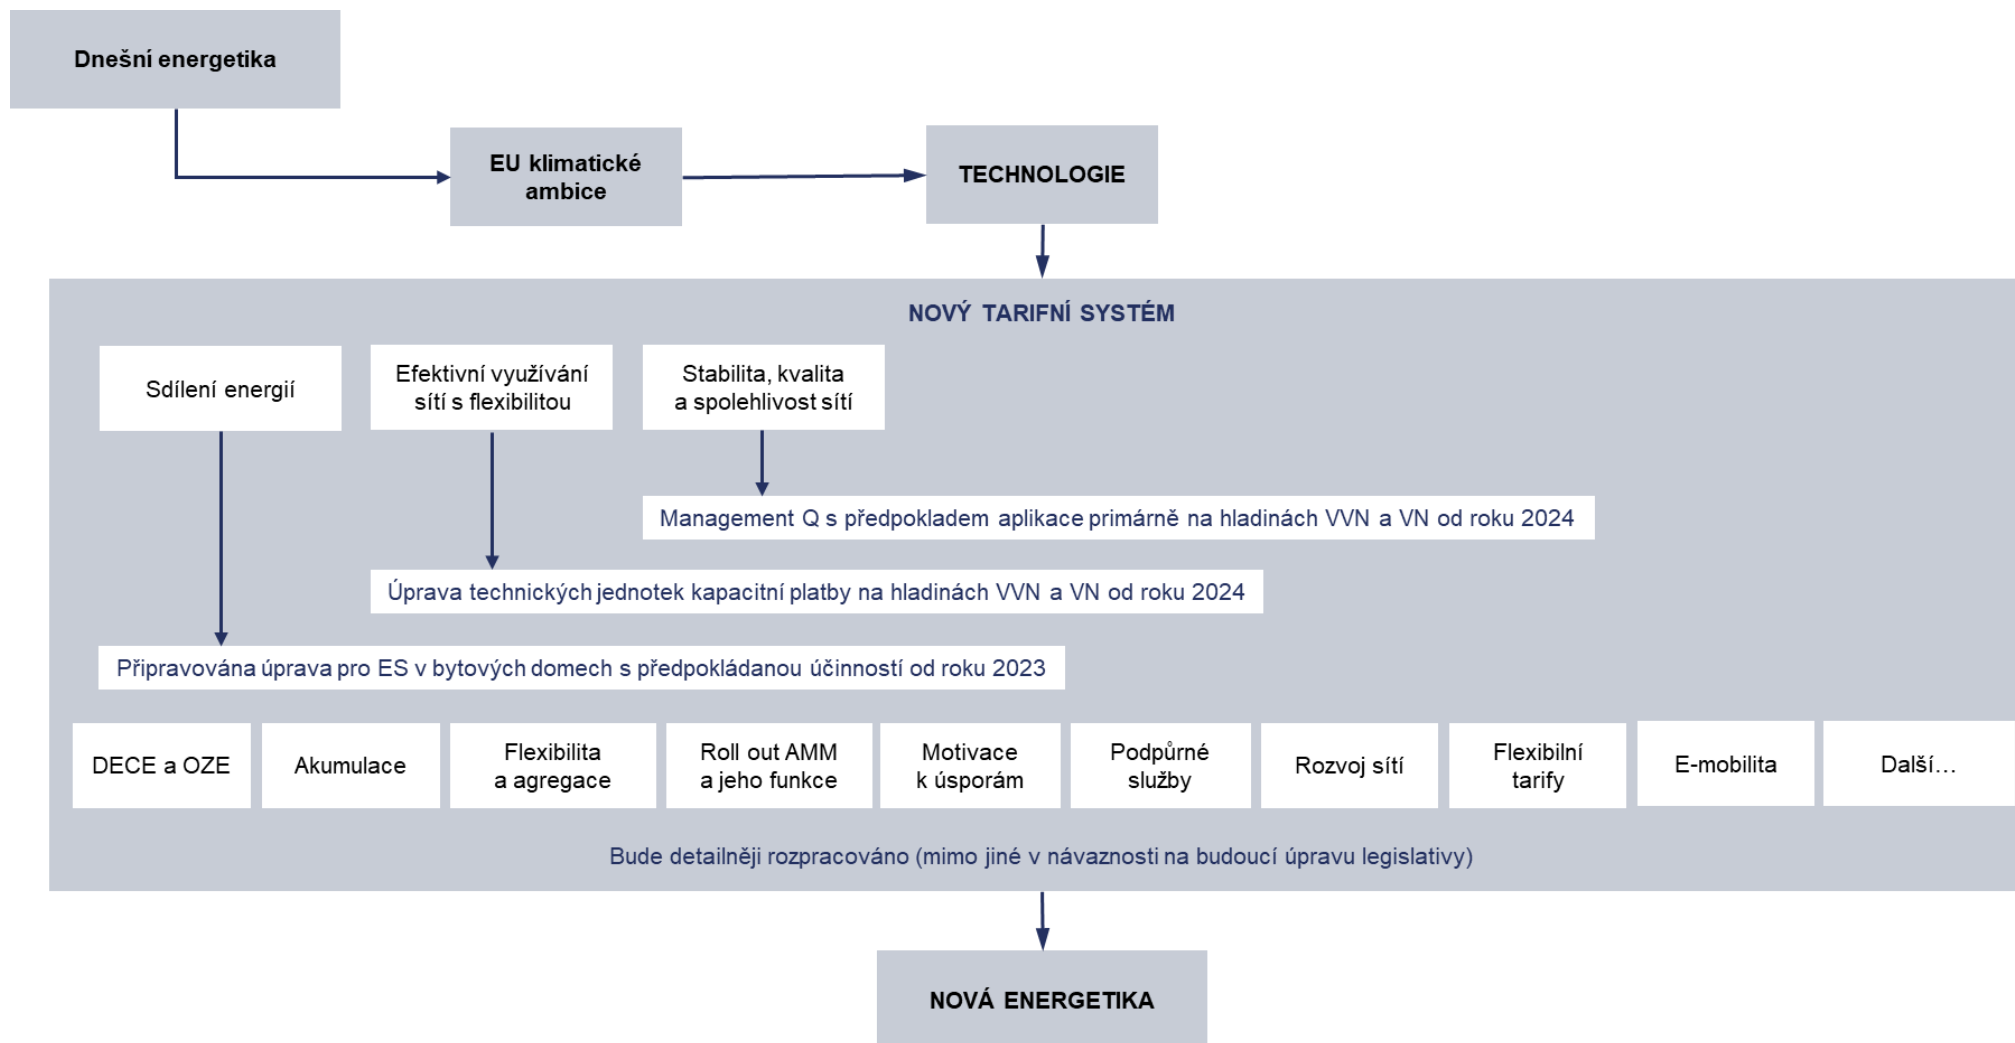 Dnešní energetika
EU klimatické
ambice
TECHNOLOGIE
NOVÝ TARIFNÍ SYSTÉM
Sdílení energií
Efektivní využívání
sítí s flexibilitou
Stabilita, kvalita
a spolehlivost sítí
Management Q s předpokladem aplikace primárně na hladinách VVN a VN od roku 2024
Úprava technických jednotek kapacitní platby na hladinách VVN a VN od roku 2024
Připravována úprava pro ES v bytových domech s předpokládanou účinností od roku 2023
DECE a OZE
Akumulace
Flexibilita
a agregace
Roll out AMM
a jeho funkce
Motivace
k úsporám
Podpůrné
služby
Rozvoj sítí
Flexibilní
tarify
E-mobilita
Další…
Bude detailněji rozpracováno (mimo jiné v návaznosti na budoucí úpravu legislativy)
NOVÁ ENERGETIKA